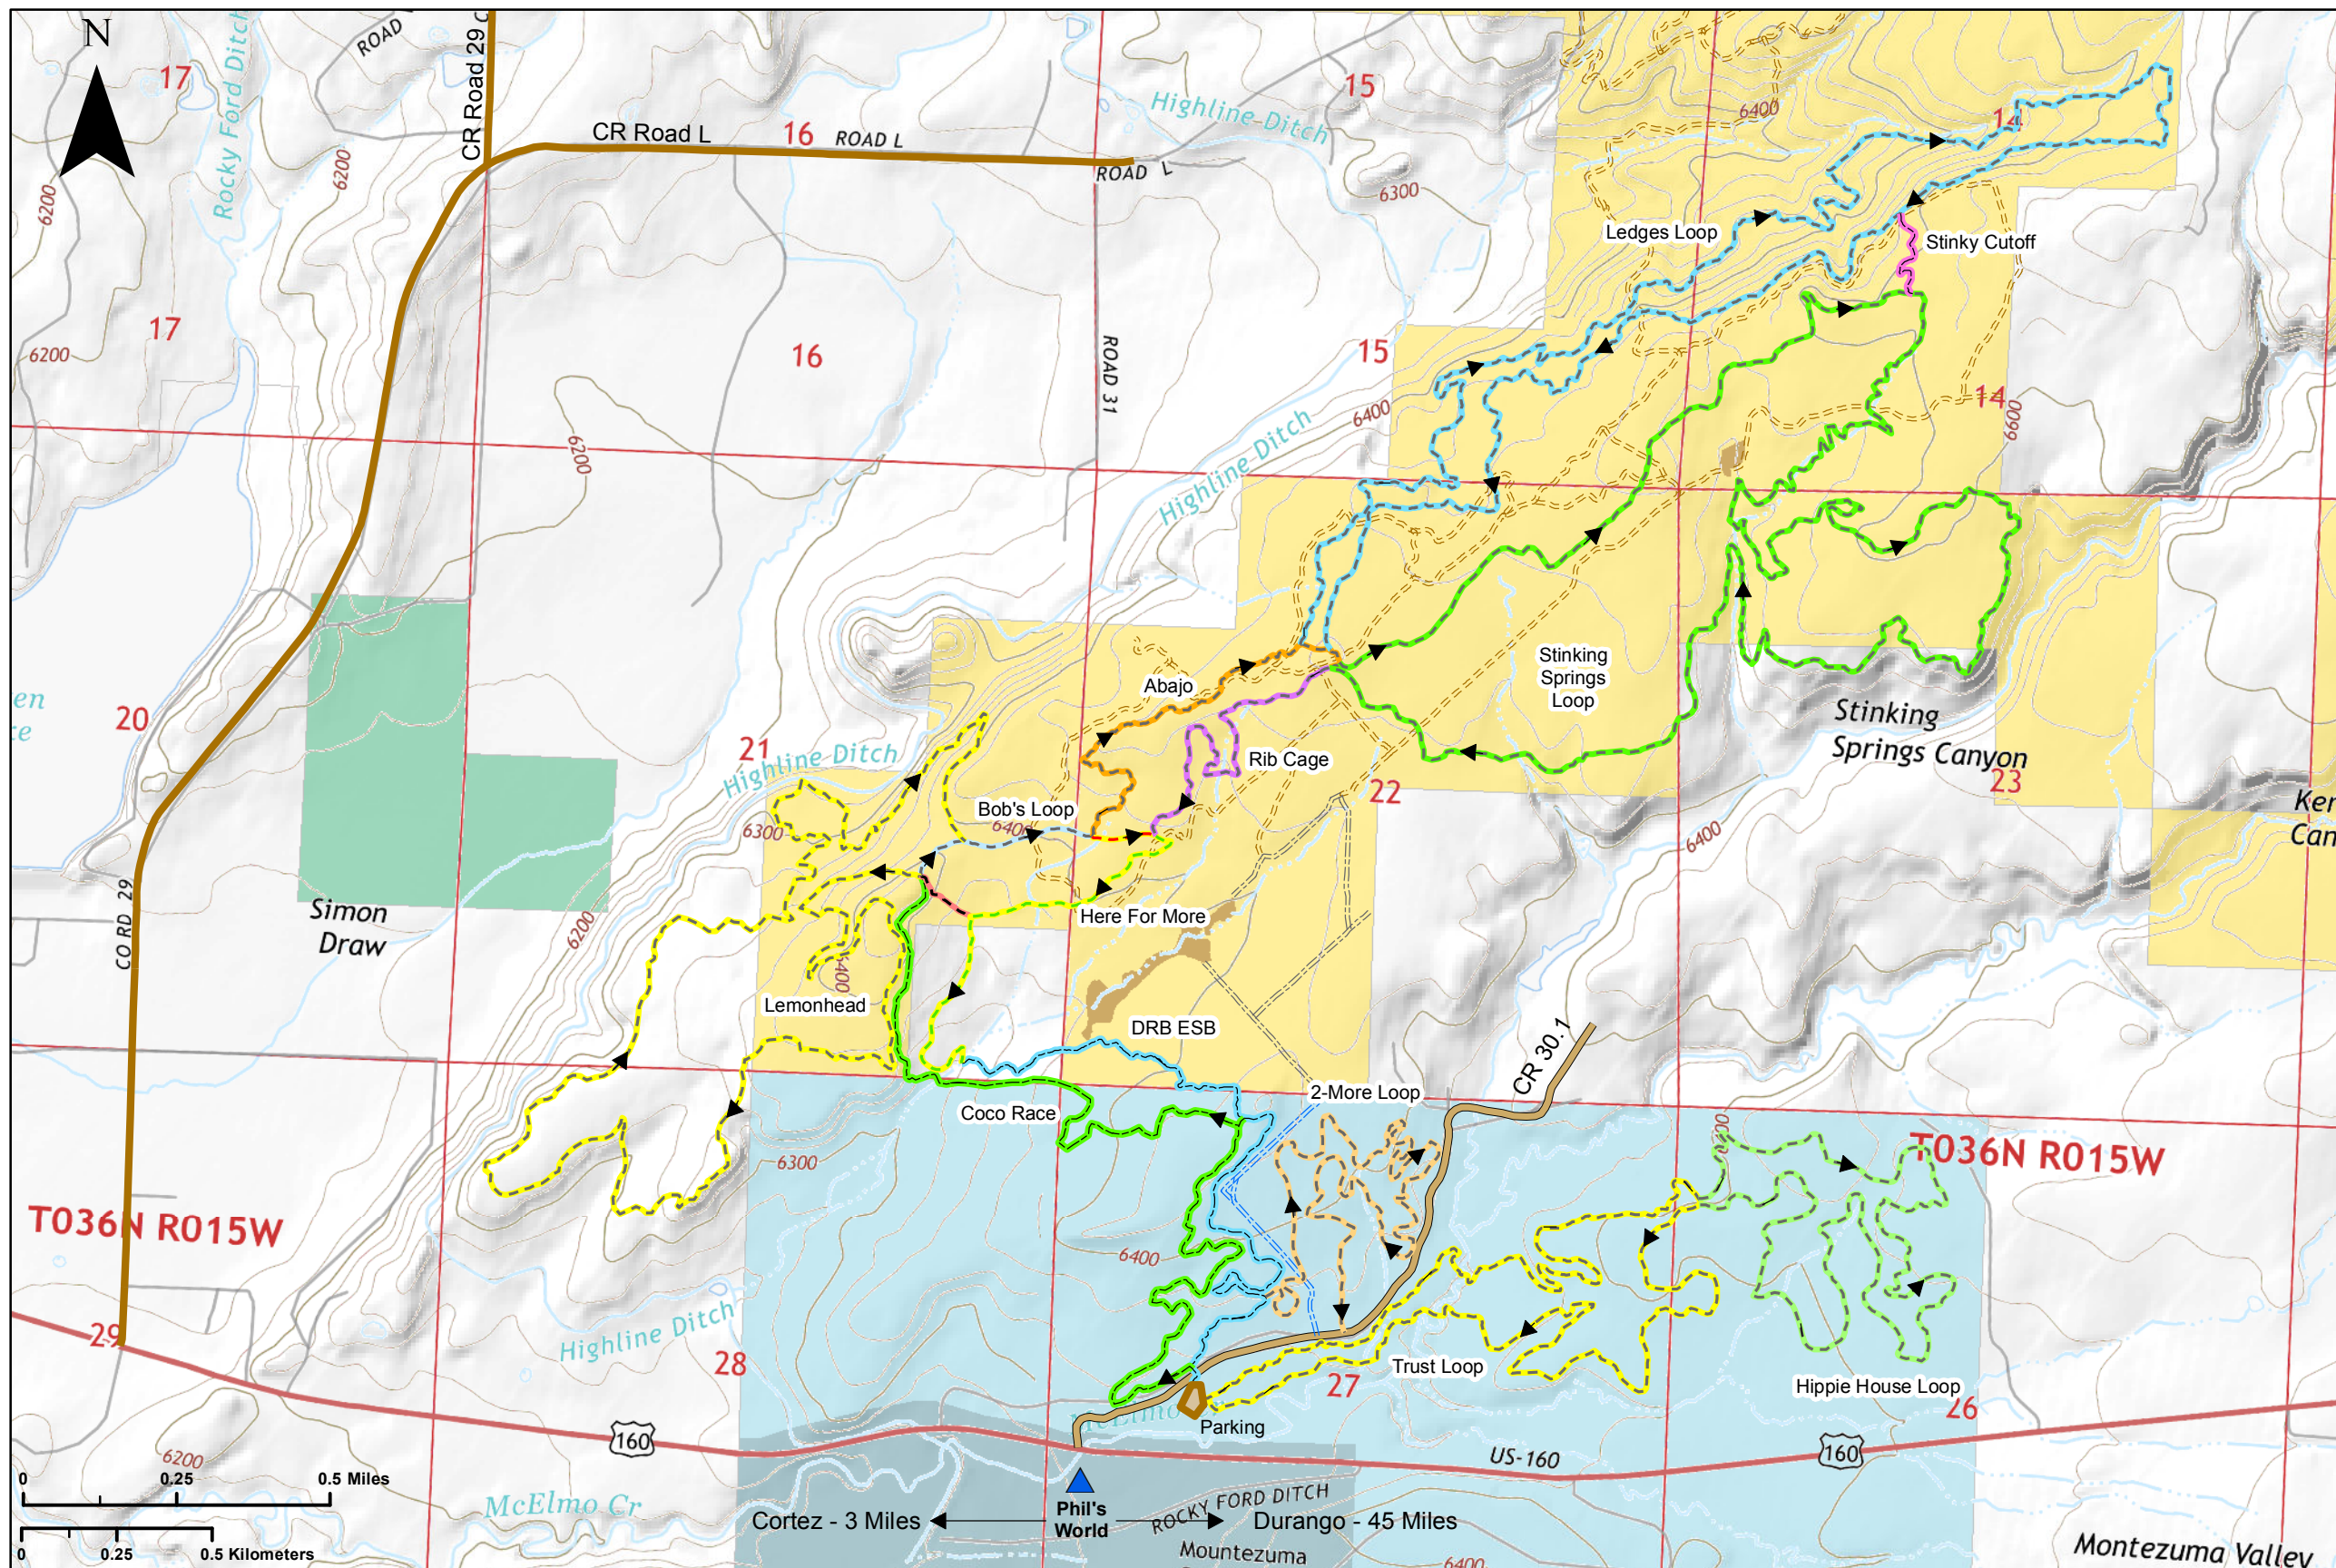 N
17
Rocky Ford Ditch
ROAD
CR Road 29
6200
6200
CR Road L
16
ROAD L
ROAD L
Highline Ditch
15
6300
6400
14
Ledges Loop
Stinky Cutoff
17
6200
16
ROAD 31
15
6400
Highline Ditch
14
6600
6200
Stinking
Springs
Loop
Abajo
Rib Cage
Stinking
Springs Canyon
20
21
Highline Ditch
22
23
6300
Bob's Loop
6400
6400
CO RD 29
Simon
Draw
6200
Here For More
6400
Lemonhead
DRB ESB
CR 30.1
2-More Loop
Coco Race
6300
T036N R015W
T036N R015W
6400
Highline Ditch
29
28
27
Trust Loop
Hippie House Loop
26
McElmo
Parking
160
US-160
160
6200
0
0.25
0.5 Miles
0
0.25
0.5 Kilometers
McElmo Cr
Cortez - 3 Miles
Phil's
World
ROCKY FORD DITCH
Durango - 45 Miles
Mountezuma
6400
Montezuma Valley